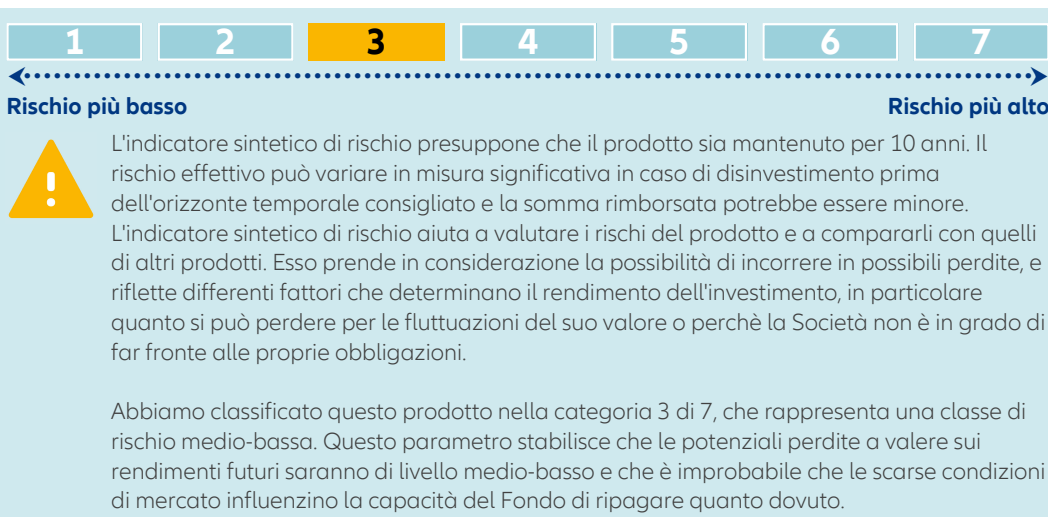 1 2 3 4 5 6 7
Rischio più basso Rischio più alto
L'indicatore sintetico di rischio presuppone che il prodotto sia mantenuto per 10 anni. Il
rischio effettivo può variare in misura significativa in caso di disinvestimento prima
dell'orizzonte temporale consigliato e la somma rimborsata potrebbe essere minore.
L'indicatore sintetico di rischio aiuta a valutare i rischi del prodotto e a compararli con quelli
di altri prodotti. Esso prende in considerazione la possibilità di incorrere in possibili perdite, e
riflette differenti fattori che determinano il rendimento dell'investimento, in particolare
quanto si può perdere per le fluttuazioni del suo valore o perchè la Società non è in grado di
far fronte alle proprie obbligazioni.
Abbiamo classificato questo prodotto nella categoria 3 di 7, che rappresenta una classe di
rischio medio-bassa. Questo parametro stabilisce che le potenziali perdite a valere sui
rendimenti futuri saranno di livello medio-basso e che è improbabile che le scarse condizioni
di mercato influenzino la capacità del Fondo di ripagare quanto dovuto.